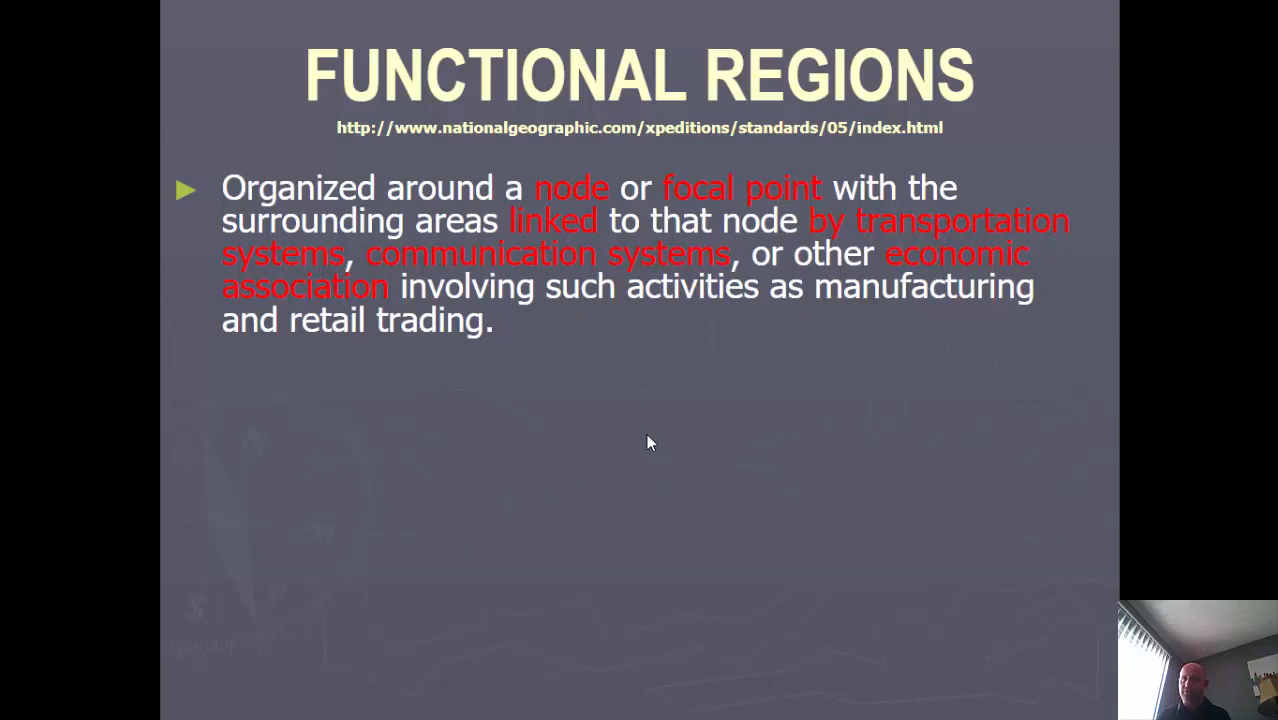 FUNCTIONAL REGIONS
http://www.nationalgeographic.com/xpeditions/standards/05/index.html
Organized around a node or focal point with the
surrounding areas linked to that node by transportation
systems, communication systems, or other economic
association involving such activities as manufacturing
and retail trading.
N
S